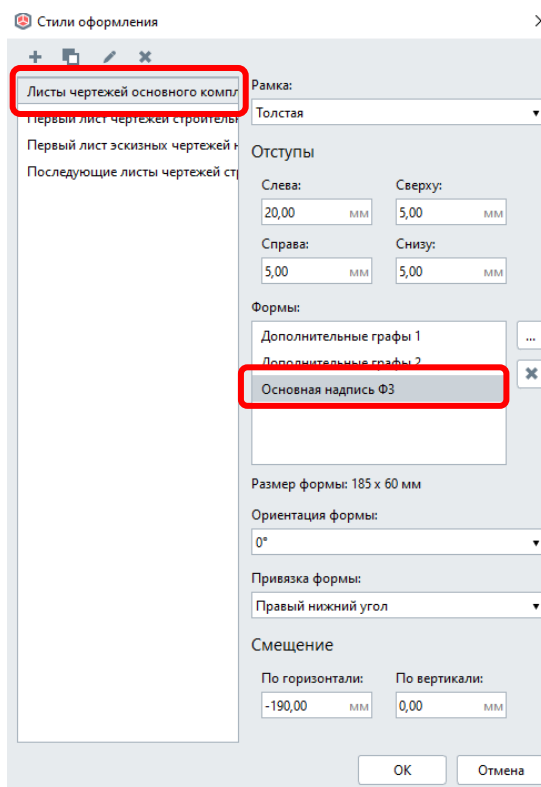 Стили оформления
Листы чертежей основного компл
Первый лист чертежей строительн
Первый лист эскизных чертежей н
Последующие листы чертежей ст
Рамка:
Толстая
Отступы
Слева: Сверху:
20,00 мм 5,00 мм
Справа: Снизу:
5,00 мм 5,00 мм
Формы:
Дополнительные графы 1
...
Дополнительные графы 2
Основная надпись Ф3
Размер формы: 185 x 60 мм
Ориентация формы:
0°
Привязка формы:
Правый нижний угол
Смещение
По горизонтали: По вертикали:
-190,00 мм 0,00 мм
ОК Отмена